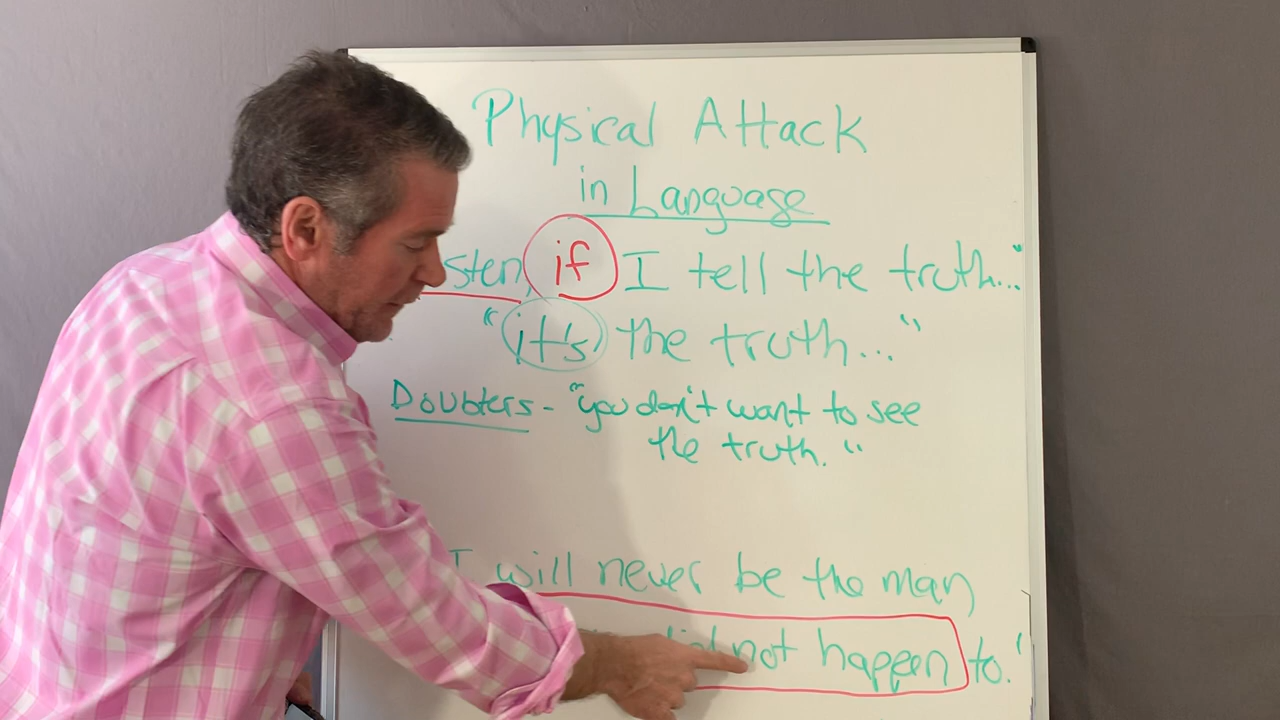 Physical Attack
in Language
sten, if I tell the truth..."
"it's the truth..."
Doubters - "you don't want to see
the truth."
I will never be the man
not happen to."